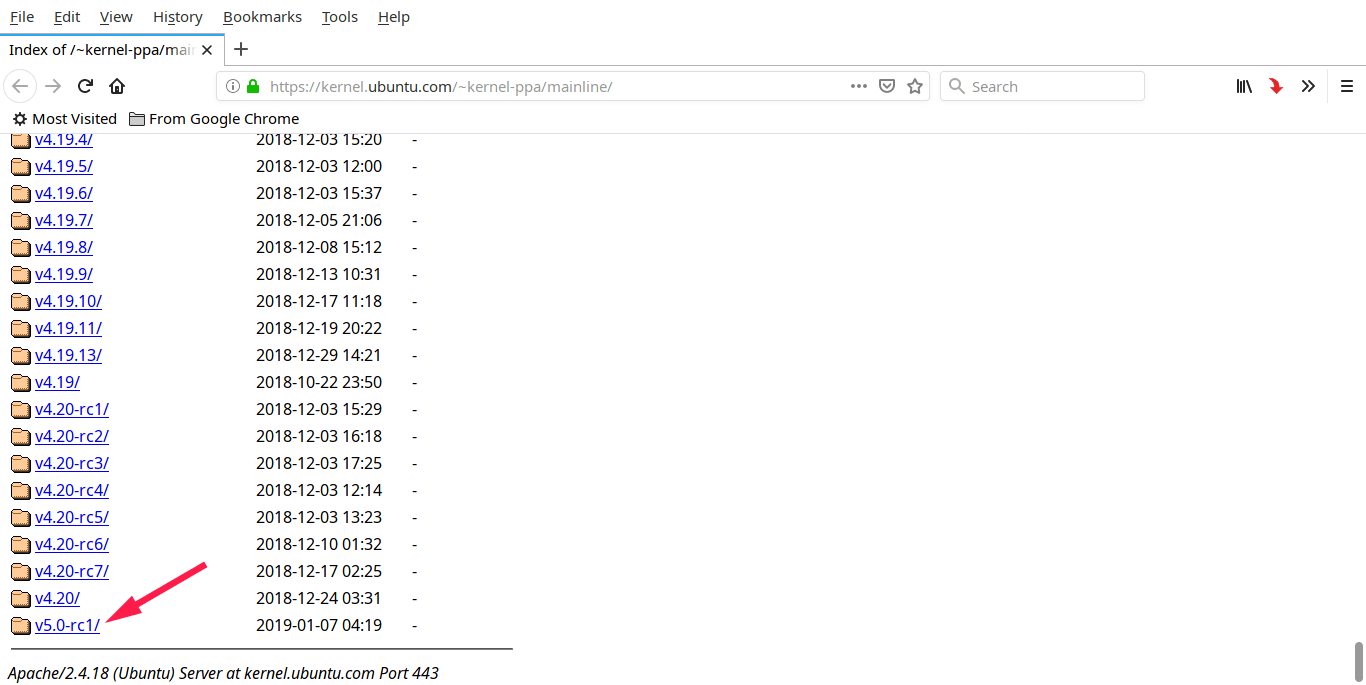 File Edit View History Bookmarks Tools Help
Index of /~kernel-ppa/mai
https://kernel.ubuntu.com/~kernel-ppa/mainline/ Search
Most Visited From Google Chrome
v4.19.4/ 2018-12-03 15:20 -
v4.19.5/ 2018-12-03 12:00 -
v4.19.6/ 2018-12-03 15:37 -
v4.19.7/ 2018-12-05 21:06 -
v4.19.8/ 2018-12-08 15:12 -
v4.19.9/ 2018-12-13 10:31 -
v4.19.10/ 2018-12-17 11:18 -
v4.19.11/ 2018-12-19 20:22 -
v4.19.13/ 2018-12-29 14:21 -
v4.19/ 2018-10-22 23:50 -
v4.20-rc1/ 2018-12-03 15:29 -
v4.20-rc2/ 2018-12-03 16:18 -
v4.20-rc3/ 2018-12-03 17:25 -
v4.20-rc4/ 2018-12-03 12:14 -
v4.20-rc5/ 2018-12-03 13:23 -
v4.20-rc6/ 2018-12-10 01:32 -
v4.20-rc7/ 2018-12-17 02:25 -
v4.20/ 2018-12-24 03:31 -
v5.0-rc1/ 2019-01-07 04:19 -
Apache/2.4.18 (Ubuntu) Server at kernel.ubuntu.com Port 443